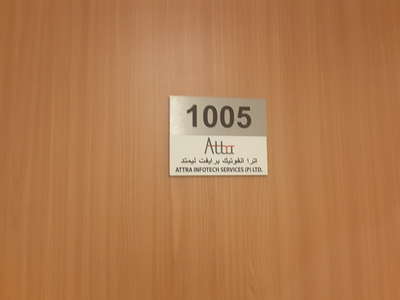 1005
Attra
اترا انفوتيك برايفت ليمتد
ATTRA INFOTECH SERVICES (P) LTD.